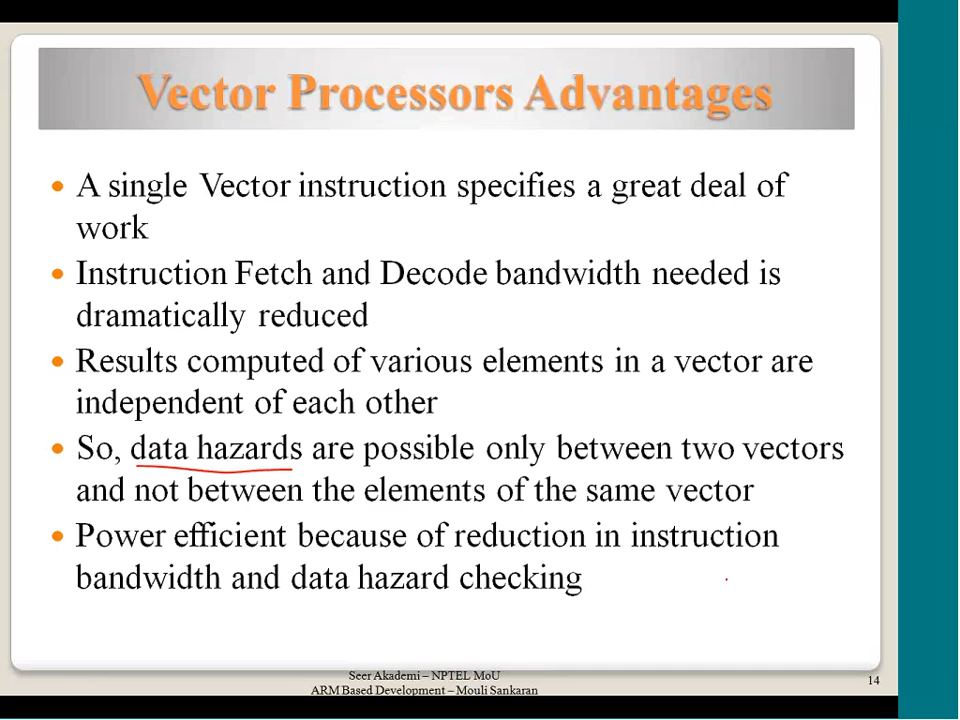 Vector Processors Advantages
A single Vector instruction specifies a great deal of
work
Instruction Fetch and Decode bandwidth needed is
dramatically reduced
Results computed of various elements in a vector are
independent of each other
So, data hazards are possible only between two vectors
and not between the elements of the same vector
Power efficient because of reduction in instruction
bandwidth and data hazard checking
Seer Akademi – NPTEL MoU
ARM Based Development – Mouli Sankaran
14